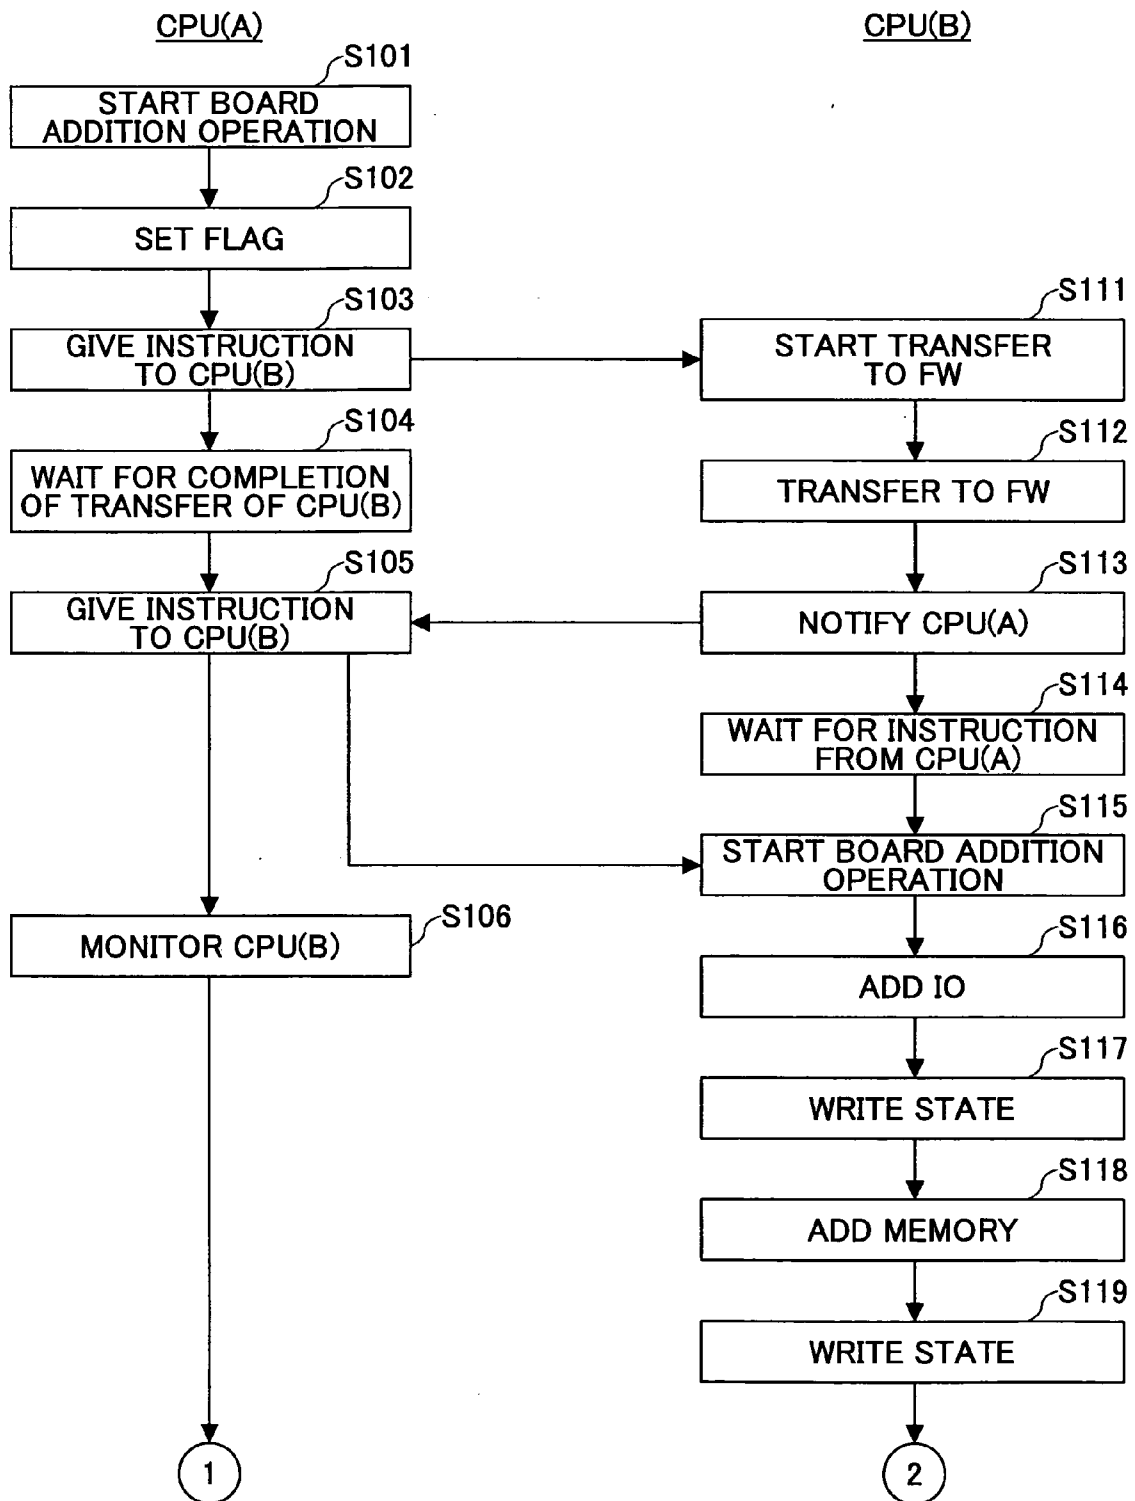 CPU(A)
CPU(B)
S101
START BOARD
ADDITION OPERATION
S102
SET FLAG
S103
GIVE INSTRUCTION
TO CPU(B)
S104
WAIT FOR COMPLETION
OF TRANSFER OF CPU(B)
S105
GIVE INSTRUCTION
TO CPU(B)
S106
MONITOR CPU(B)
1
S111
START TRANSFER
TO FW
S112
TRANSFER TO FW
S113
NOTIFY CPU(A)
S114
WAIT FOR INSTRUCTION
FROM CPU(A)
S115
START BOARD ADDITION
OPERATION
S116
ADD IO
S117
WRITE STATE
S118
ADD MEMORY
S119
WRITE STATE
2